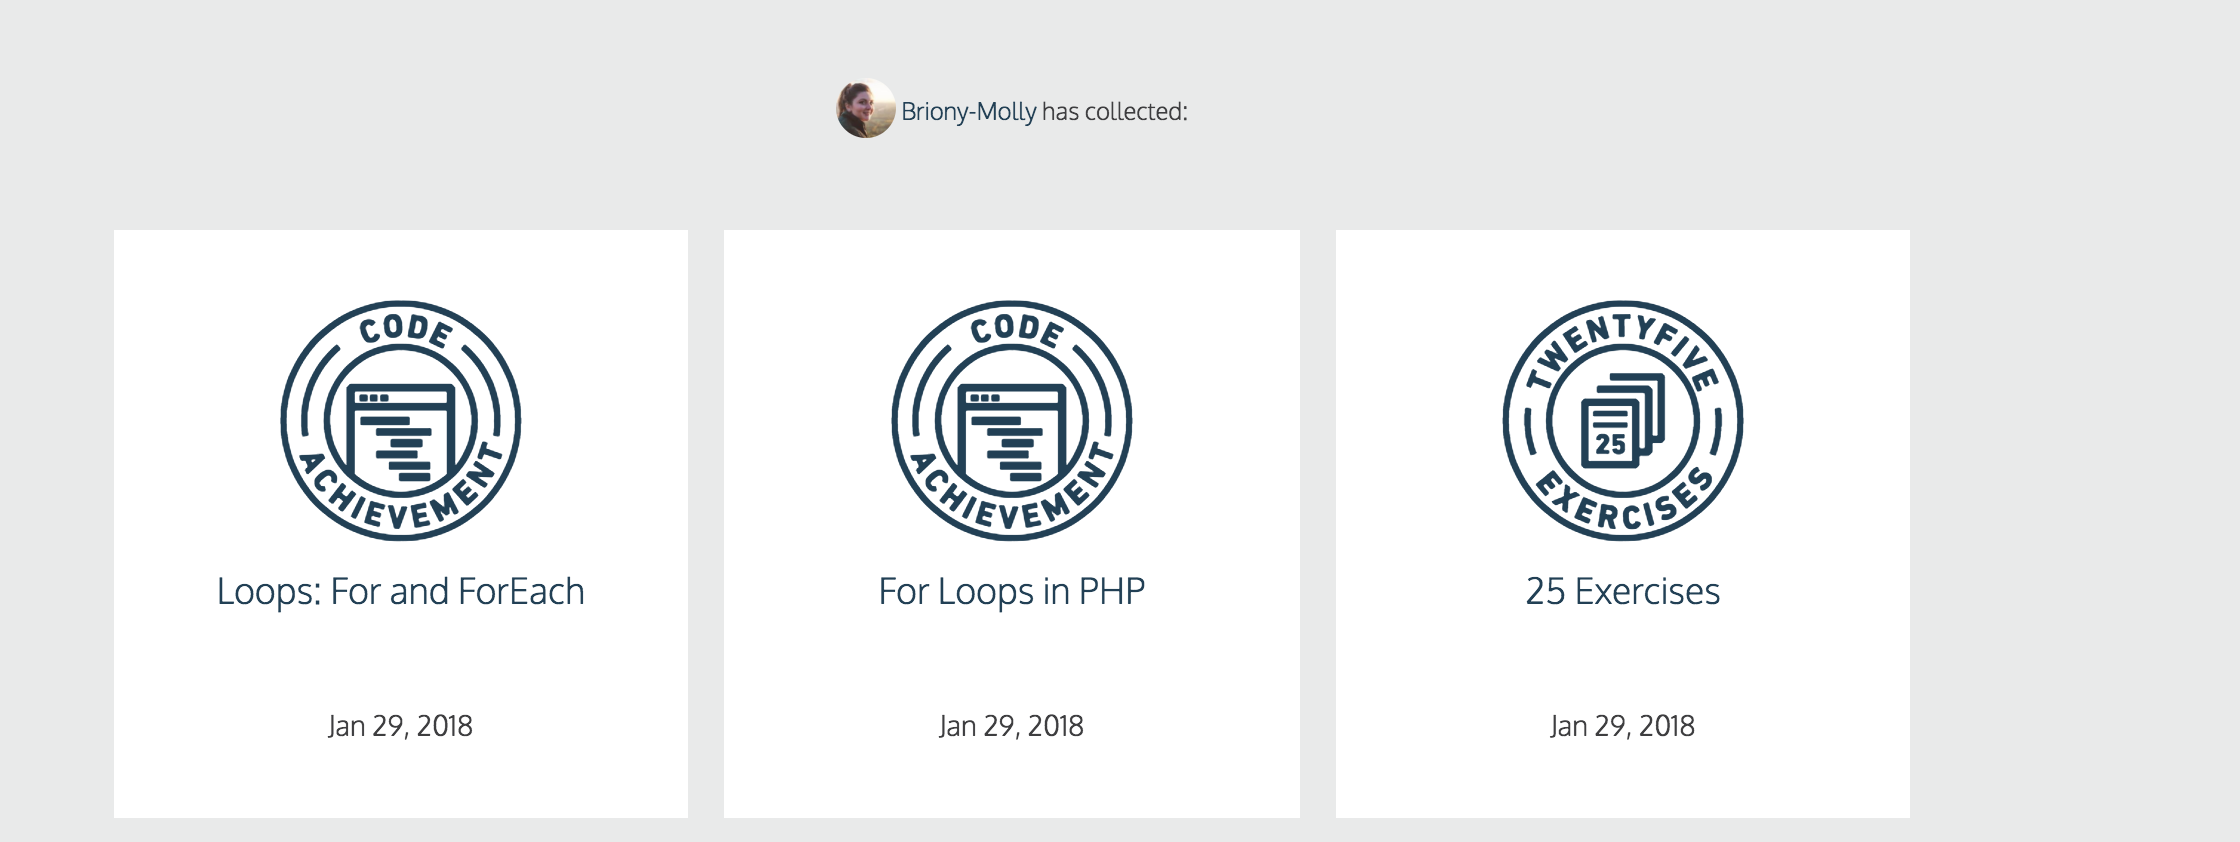 Briony-Molly has collected:
CODE
ACHIEVEMENT
Loops: For and ForEach
Jan 29, 2018
CODE
ACHIEVEMENT
For Loops in PHP
Jan 29, 2018
TWENTYFIVE
25
EXERCISES
25 Exercises
Jan 29, 2018